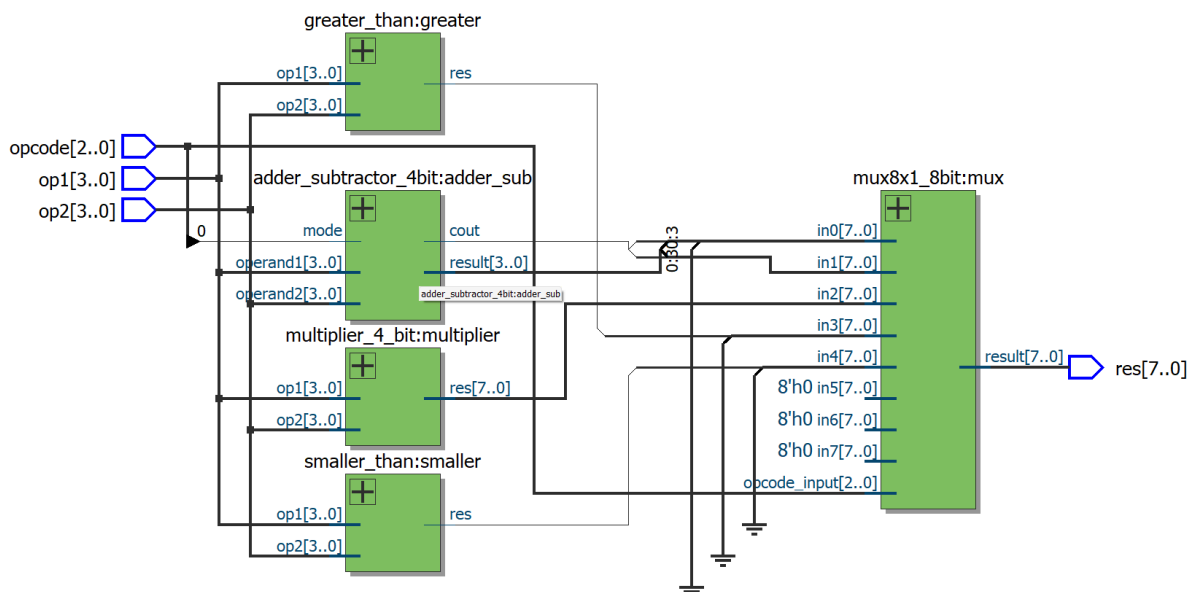 greater_than:greater
op1[3..0]
res
op2[3..0]
opcode[2..0]
op1[3..0]
op2[3..0]
adder_subtractor_4bit:adder_sub
0
mode
cout
operand1[3..0]
result[3..0]
operand2[3..0]
adder_subtractor_4bit:adder_sub
multiplier_4_bit:multiplier
op1[3..0]
res[7..0]
op2[3..0]
smaller_than:smaller
op1[3..0]
res
op2[3..0]
mux8x1_8bit:mux
in0[7..0]
in1[7..0]
in2[7..0]
in3[7..0]
in4[7..0]
8'h0 in5[7..0]
8'h0 in6[7..0]
8'h0 in7[7..0]
opcode_input[2..0]
result[7..0]
res[7..0]